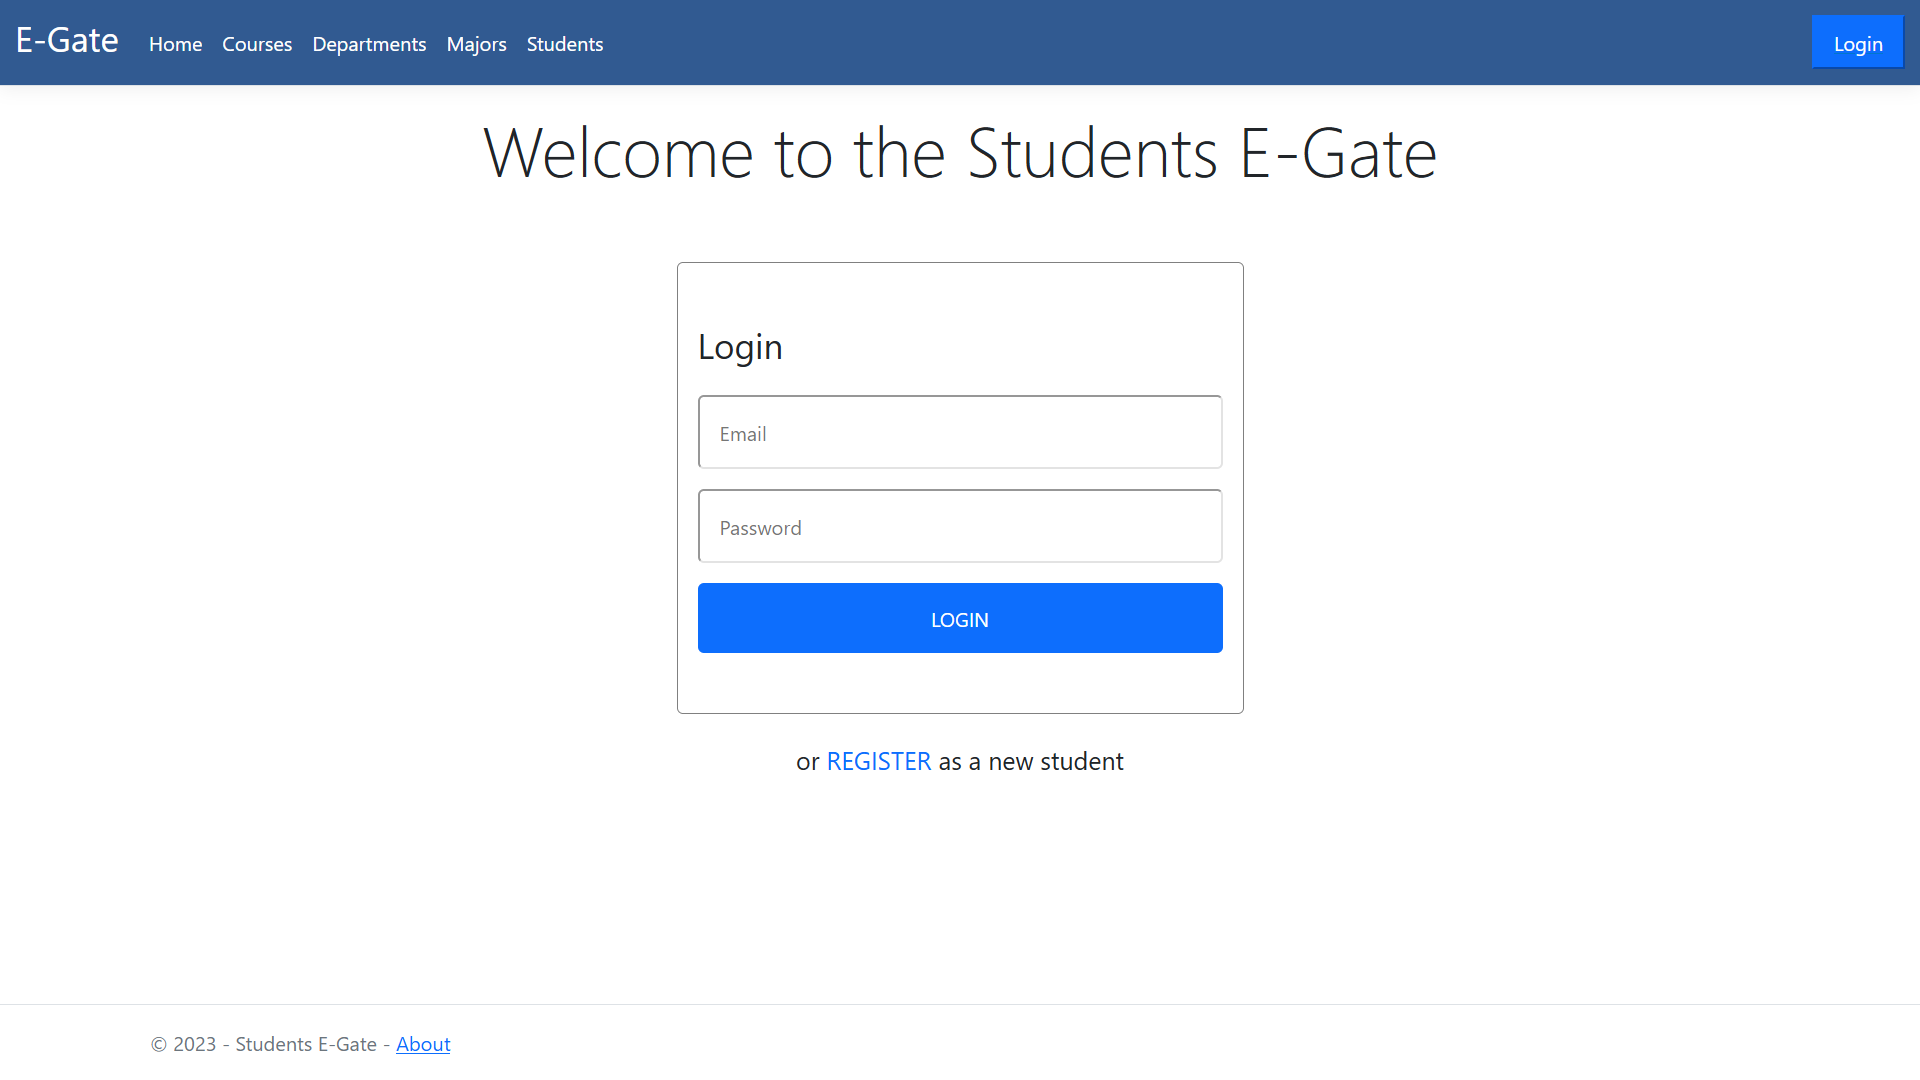 E-Gate Home Courses Departments Majors Students Login
Welcome to the Students E-Gate
Login
Email
Password
LOGIN
or REGISTER as a new student
© 2023 - Students E-Gate - About